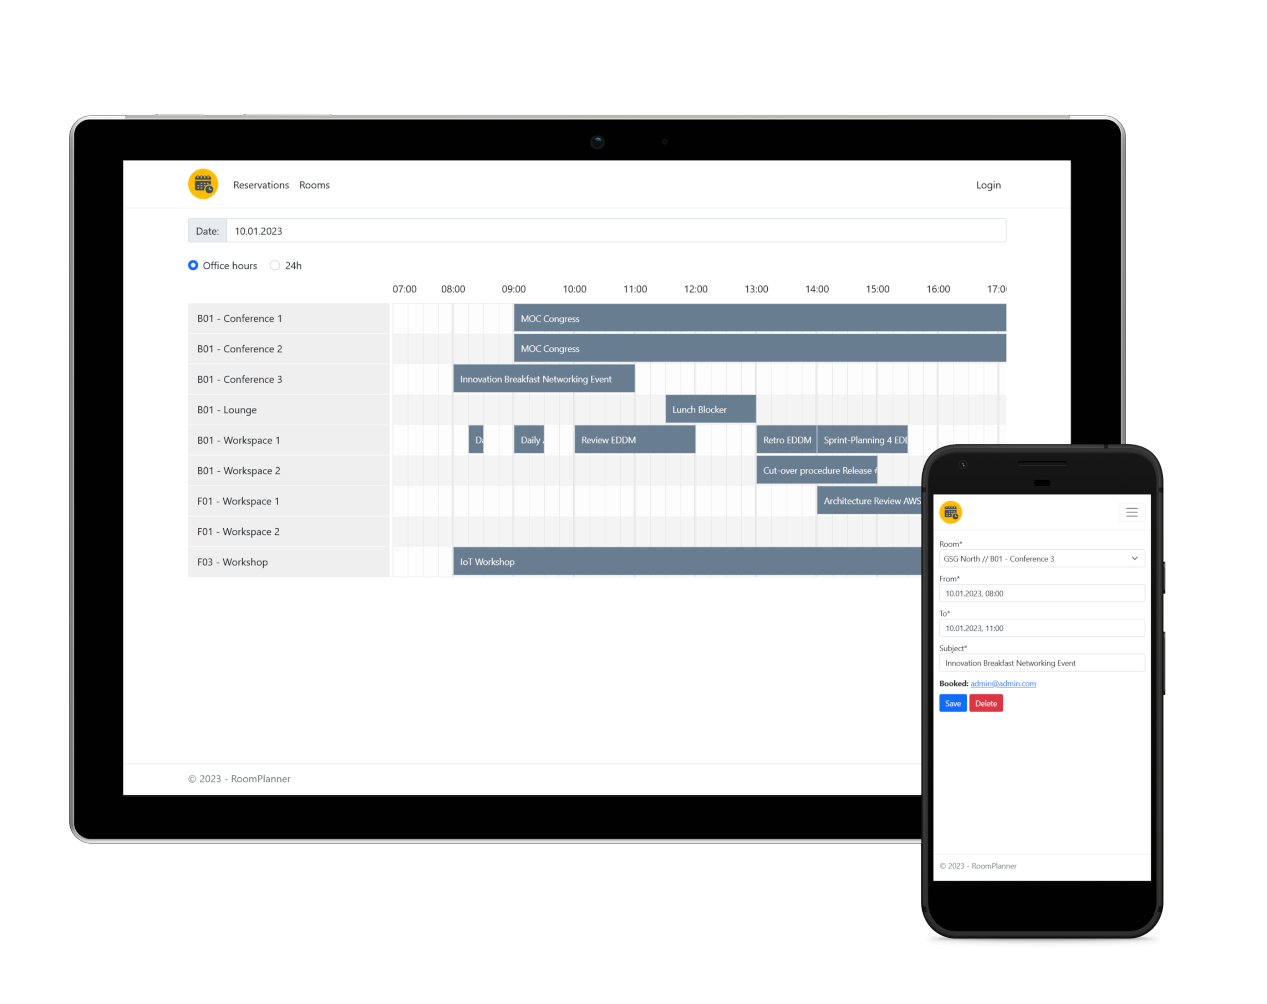 Reservations Rooms Login
Date: 10.01.2023
Office hours 24h
07:00 08:00 09:00 10:00 11:00 12:00 13:00 14:00 15:00 16:00 17:0
B01 - Conference 1 MOC Congress
B01 - Conference 2 MOC Congress
B01 - Conference 3 Innovation Breakfast Networking Event
B01 - Lounge Lunch Blocker
B01 - Workspace 1 Daily Review EDDM Retro EDDM Sprint-Planning 4
B01 - Workspace 2 Cut-over procedure Release
F01 - Workspace 1 Architecture Review AWS
F01 - Workspace 2
F03 - Workshop IoT Workshop
© 2023 - RoomPlanner
Room*
GSG North // B01 - Conference 3
From*
10.01.2023, 08:00
To*
10.01.2023, 11:00
Subject*
Innovation Breakfast Networking Event
Booked: admin@admin.com
Save Delete
© 2023 - RoomPlanner